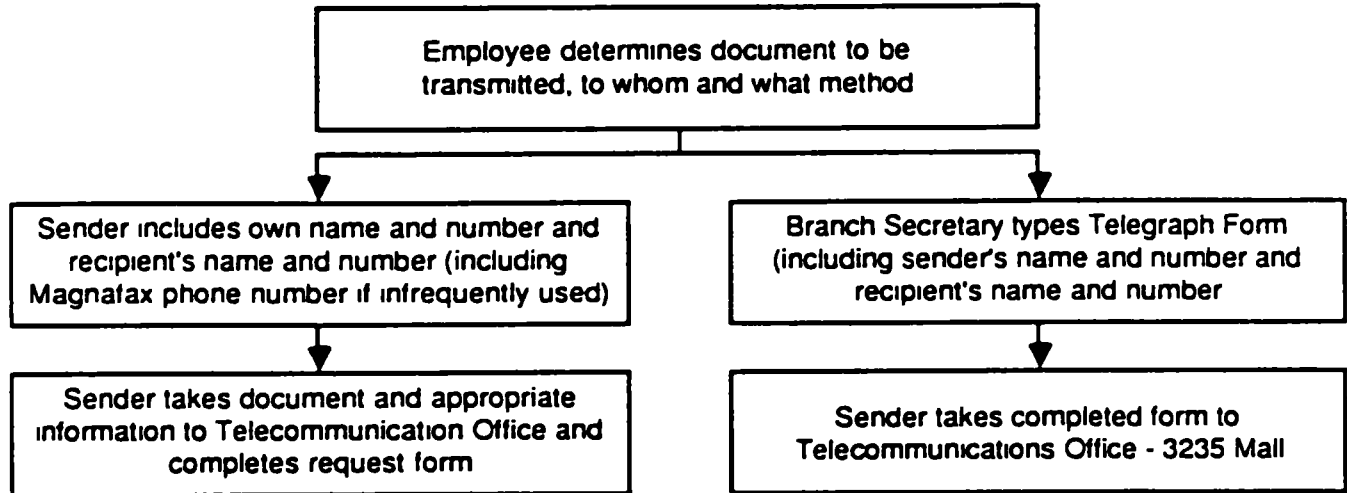 Employee determines document to be
transmitted, to whom and what method
Sender includes own name and number and
recipient's name and number (including
Magnafax phone number if infrequently used)
Branch Secretary types Telegraph Form
(including sender's name and number and
recipient's name and number
Sender takes document and appropriate
information to Telecommunication Office and
completes request form
Sender takes completed form to
Telecommunications Office - 3235 Mall